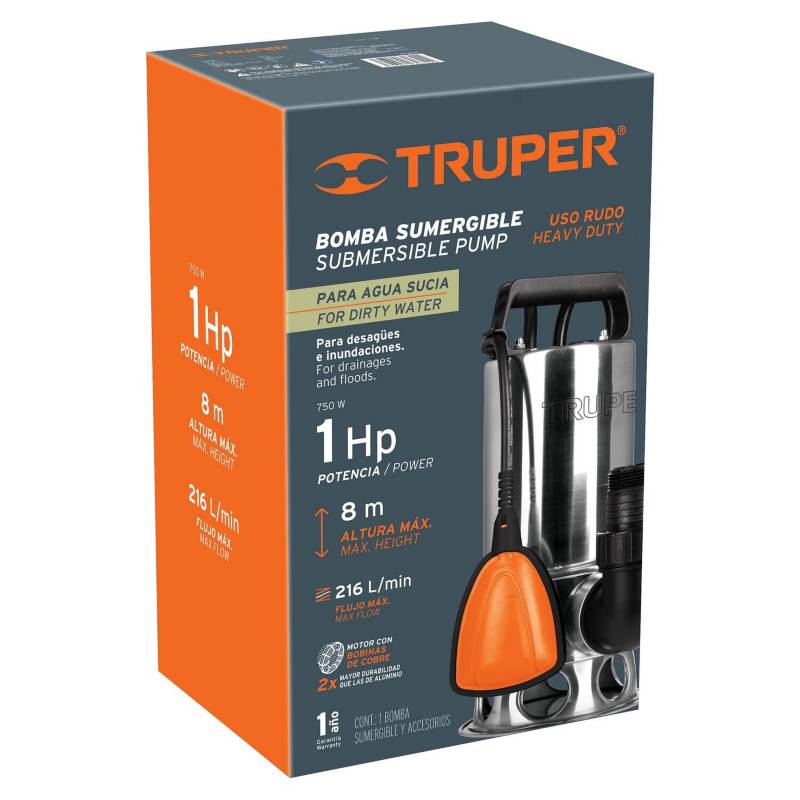 TRUPER
TRUPER®
BOMBA SUMERGIBLE
SUBMERSIBLE PUMP
USO RUDO
HEAVY DUTY
PARA AGUA SUCIA
FOR DIRTY WATER
Para desagües
e inundaciones.
For drainages
and floods.
750 W
1 Hp
POTENCIA / POWER
8 m
ALTURA MÁX.
MAX. HEIGHT
216 L/min
FLUJO MÁX.
MAX FLOW
MOTOR CON
BOBINAS
DE COBRE
2x MAYOR DURABILIDAD
QUE LAS DE ALUMINIO
1 año
Garantía
Warranty
CONT.: 1 BOMBA
SUMERGIBLE Y ACCESORIOS
TRUPE
750 W
1 Hp
POTENCIA / POWER
8 m
ALTURA MÁX.
MAX. HEIGHT
216 L/min
FLUJO MÁX.
MAX FLOW